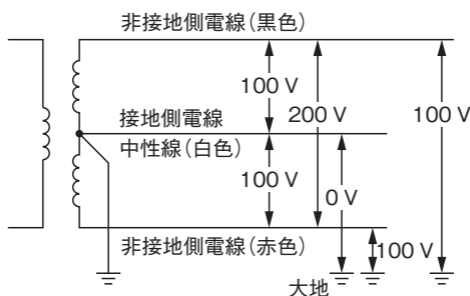 非接地側電線(黒色)
100 V
接地側電線
200 V
100 V
中性線(白色)
100 V
0 V
非接地側電線(赤色)
100 V
大地